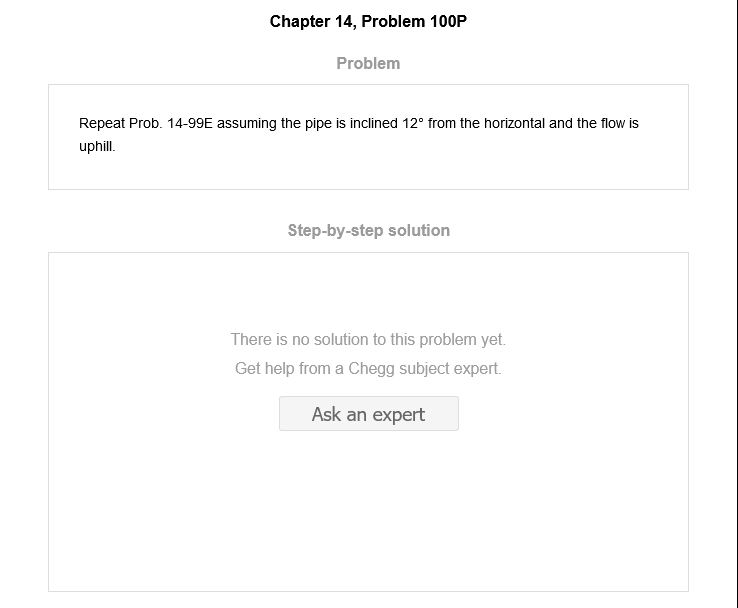 Chapter 14, Problem 100P
Problem
Repeat Prob. 14-99E assuming the pipe is inclined 12° from the horizontal and the flow is
uphill.
Step-by-step solution
There is no solution to this problem yet.
Get help from a Chegg subject expert.
Ask an expert